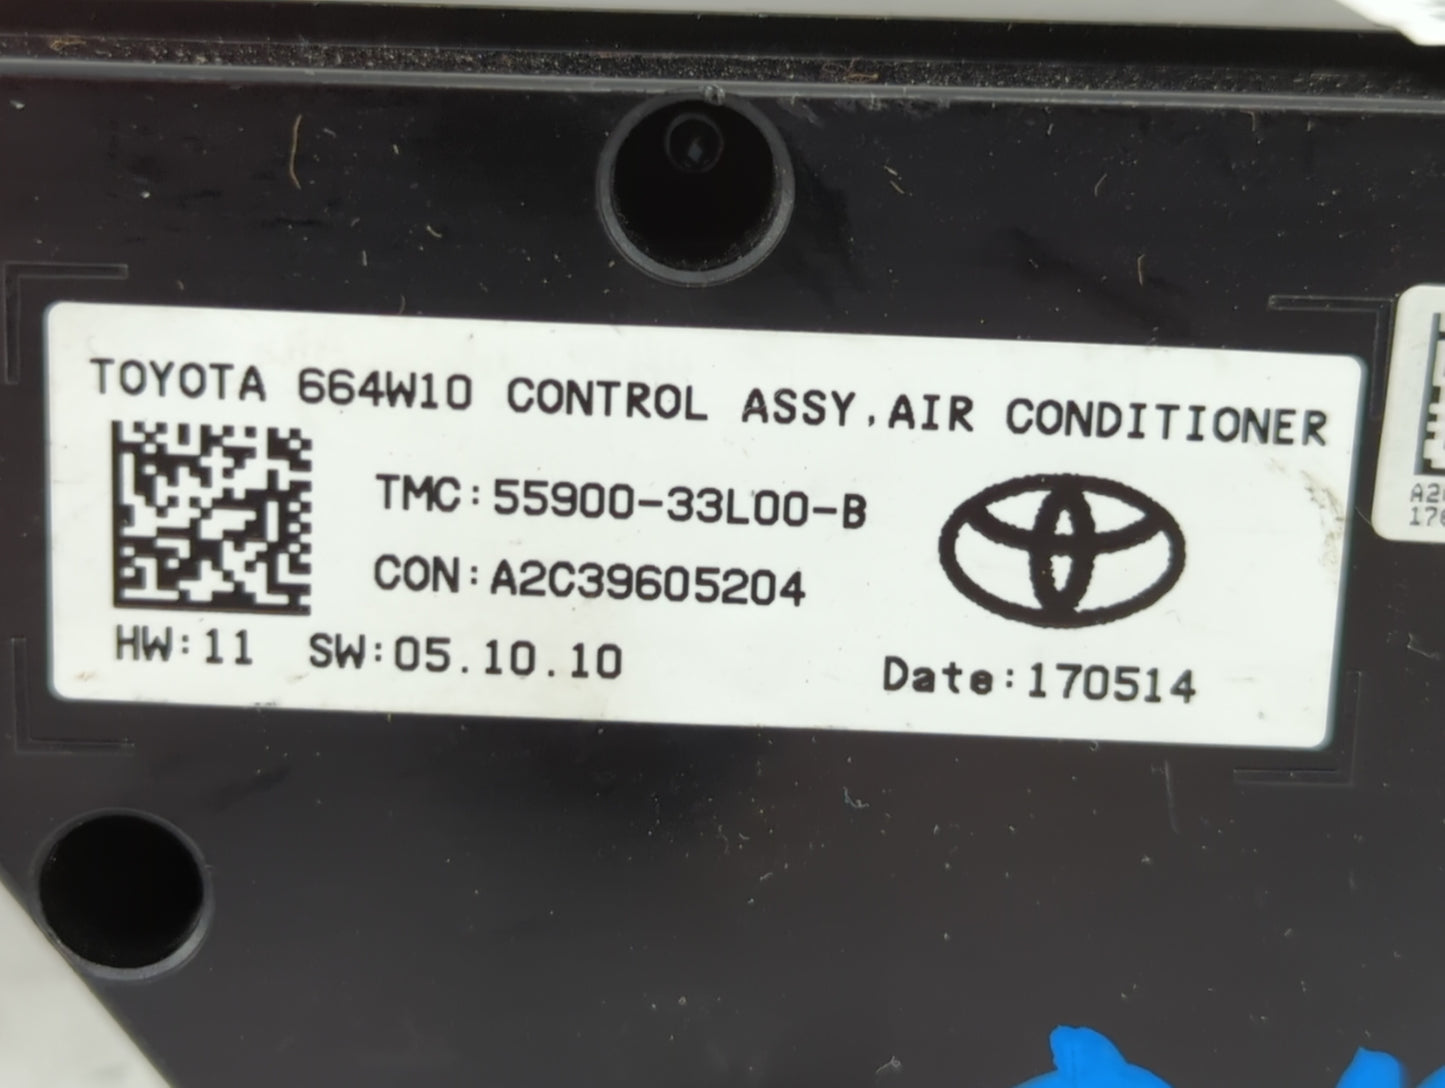 TOYOTA 664W10 CONTROL ASSY,AIR CONDITIONER
TMC:55900-33L00-B
CON:A2C39605204
HW:11 SW:05.10.10
Date:170514